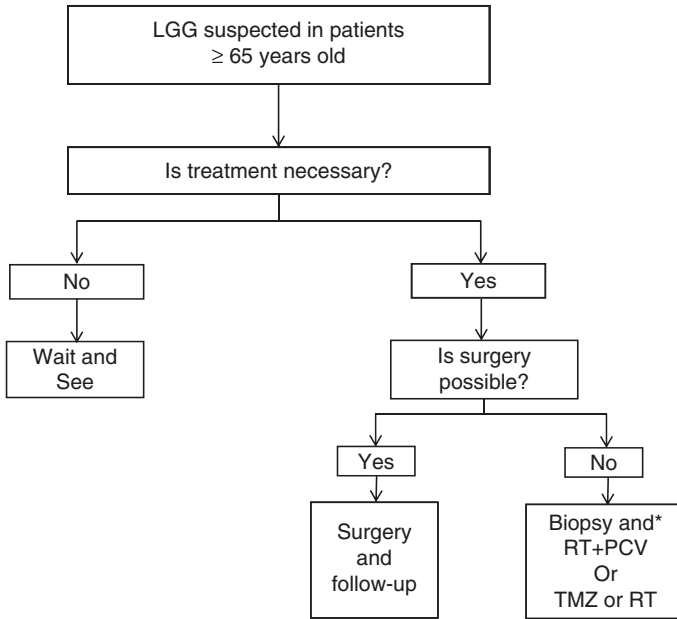 LGG suspected in patients
≥ 65 years old
Is treatment necessary?
No
Yes
Wait and
See
Is surgery
possible?
Yes
No
Surgery
and
follow-up
Biopsy and*
RT+PCV
Or
TMZ or RT